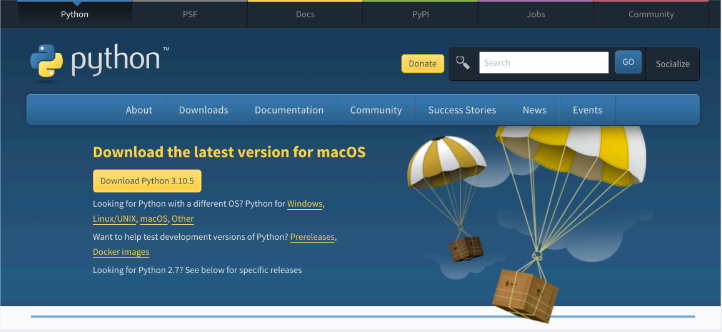 Python PSF Docs PyPI Jobs Community
python™ Donate Search GO Socialize
About Downloads Documentation Community Success Stories News Events
Download the latest version for macOS
Download Python 3.10.5
Looking for Python with a different OS? Python for Windows,
Linux/UNIX, macOS, Other
Want to help test development versions of Python? Prereleases,
Docker images
Looking for Python 2.7? See below for specific releases